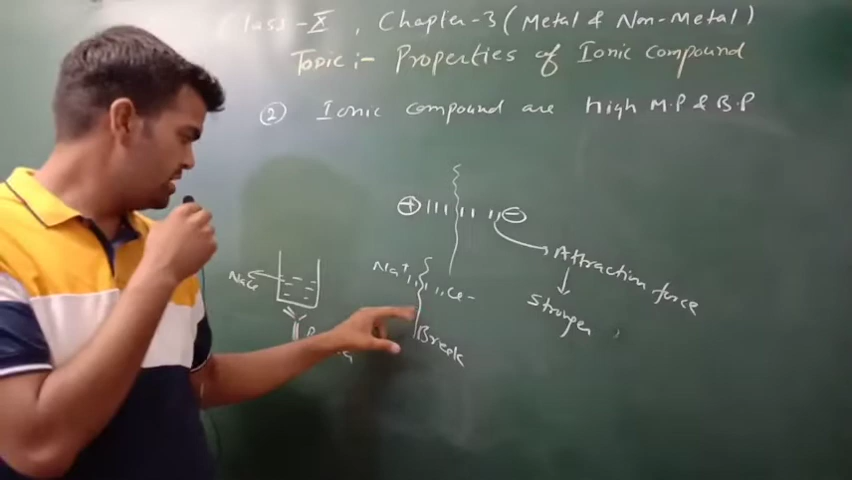 Class-X, Chapter-3 (Metal & Non-Metal)
Topic:- Properties of Ionic compound
② Ionic compound are high M.P & B.P
+ -
Attraction force
Stronger
NaCl
Na+ Cl-
Break